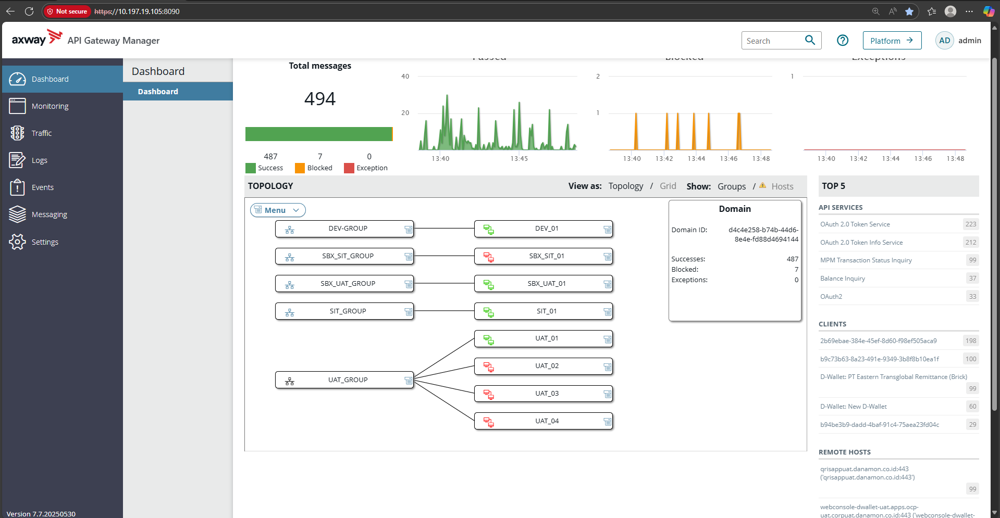 Not secure https://10.197.19.105:8090
axway API Gateway Manager
Search
Platform
AD admin
Dashboard
Monitoring
Traffic
Logs
Events
Messaging
Settings
Version 7.7.20250530
Dashboard
Dashboard
Total messages
494
487 7 0
Success Blocked Exception
Passed
40
20
13:40 13:45
Blocked
2
1
13:40 13:42 13:44 13:46 13:48
Exceptions
1
13:40 13:42 13:44 13:46 13:48
TOPOLOGY View as: Topology / Grid Show: Groups / Hosts
Menu
DEV-GROUP DEV_01
SBX_SIT_GROUP SBX_SIT_01
SBX_UAT_GROUP SBX_UAT_01
SIT_GROUP SIT_01
UAT_01
UAT_02
UAT_GROUP
UAT_03
UAT_04
Domain
Domain ID: d4c4e258-b74b-44d6-
8e4e-fd88d4694144
Successes: 487
Blocked: 7
Exceptions: 0
TOP 5
API SERVICES
OAuth 2.0 Token Service 223
OAuth 2.0 Token Info Service 212
MPM Transaction Status Inquiry 99
Balance Inquiry 37
OAuth2 33
CLIENTS
2b69ebae-384e-45ef-8d60-f98ef505aca9 198
b9c73b63-8a23-491e-9349-3b8f8b10ea1f 100
D-Wallet: PT Eastern Transglobal Remittance (Brick)
99
D-Wallet: New D-Wallet 60
b94be3b9-dadd-4baf-91c4-75aea23fd04c 29
REMOTE HOSTS
qrisappuat.danamon.co.id:443
('qrisappuat.danamon.co.id:443')
99
webconsole-dwallet-uat.apps.ocp-
uat.corpuat.danamon.co.id:443 ('webconsole-dwallet-